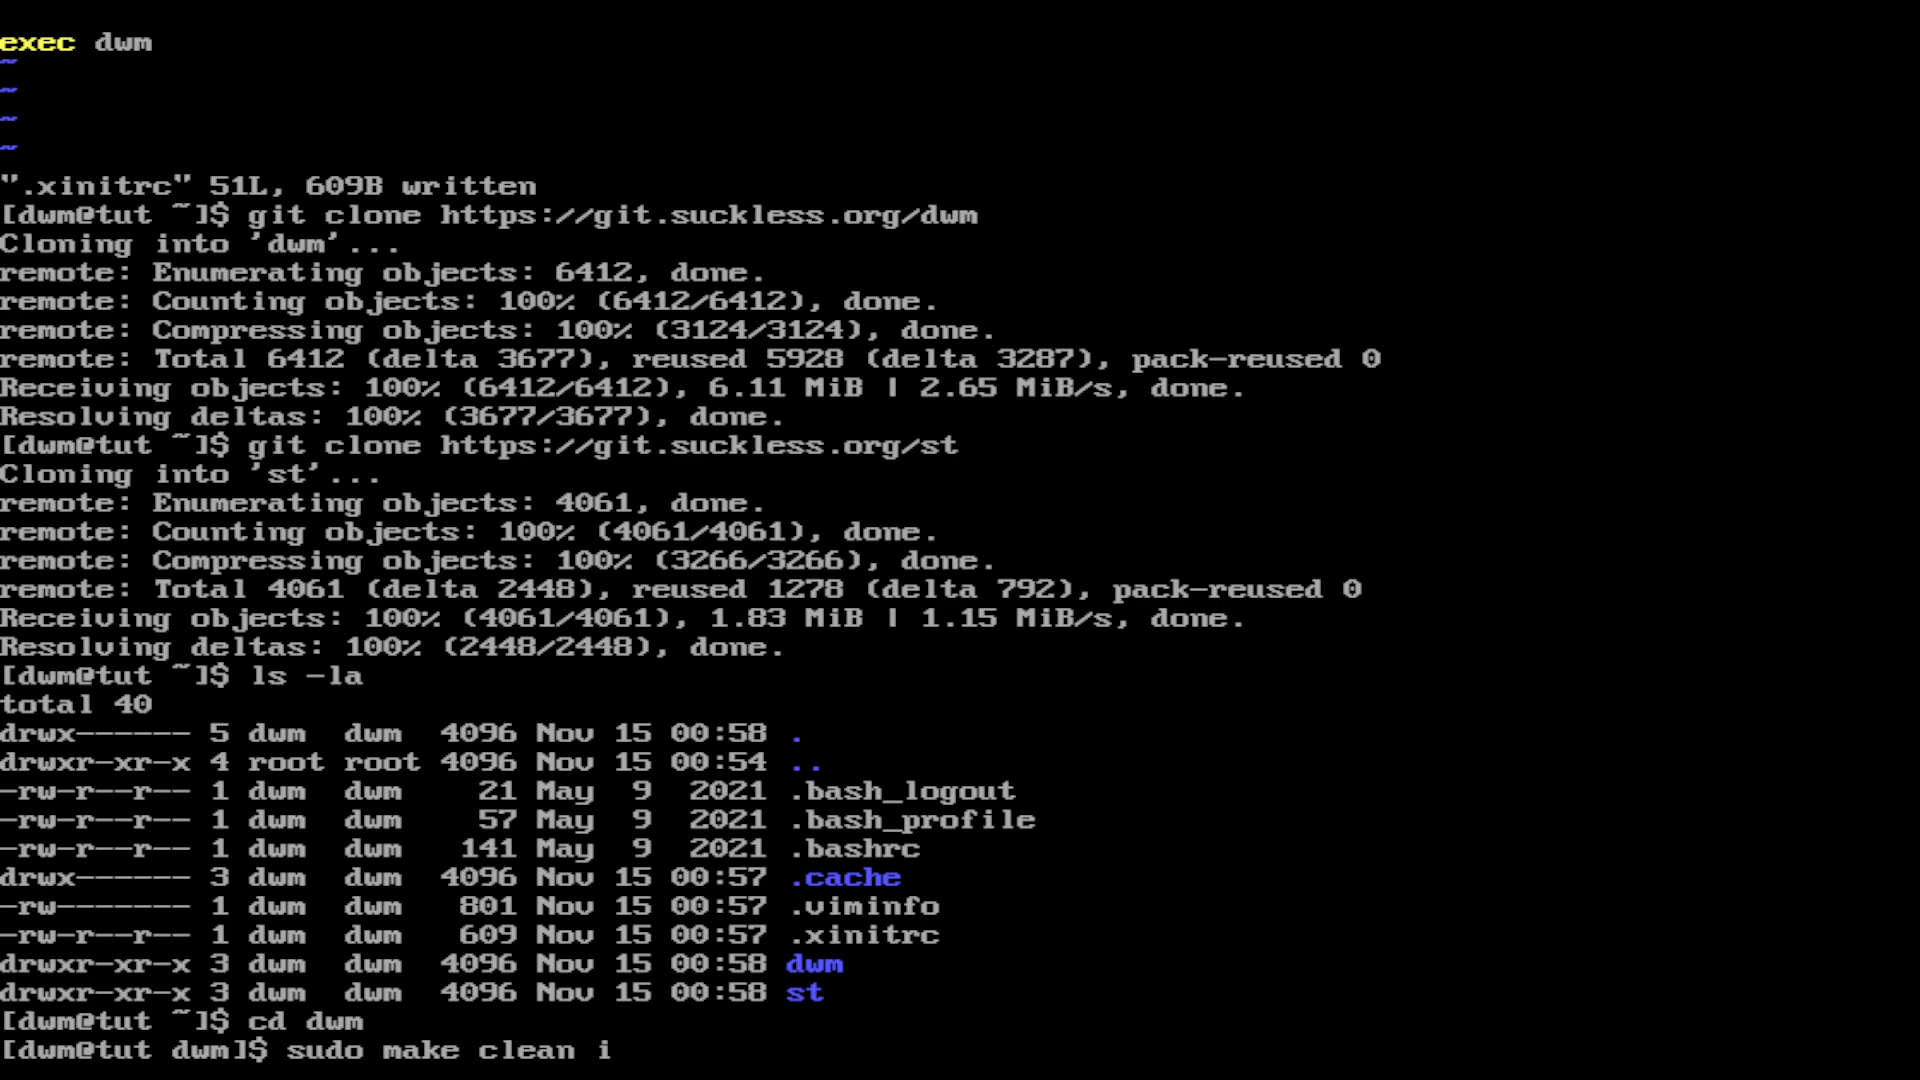 exec dwm
~
~
~
~
".xinitrc" 51L, 609B written
[dwm@tut ~]$ git clone https://git.suckless.org/dwm
Cloning into 'dwm'...
remote: Enumerating objects: 6412, done.
remote: Counting objects: 100% (6412/6412), done.
remote: Compressing objects: 100% (3124/3124), done.
remote: Total 6412 (delta 3677), reused 5928 (delta 3287), pack-reused 0
Receiving objects: 100% (6412/6412), 6.11 MiB | 2.65 MiB/s, done.
Resolving deltas: 100% (3677/3677), done.
[dwm@tut ~]$ git clone https://git.suckless.org/st
Cloning into 'st'...
remote: Enumerating objects: 4061, done.
remote: Counting objects: 100% (4061/4061), done.
remote: Compressing objects: 100% (3266/3266), done.
remote: Total 4061 (delta 2448), reused 1278 (delta 792), pack-reused 0
Receiving objects: 100% (4061/4061), 1.83 MiB | 1.15 MiB/s, done.
Resolving deltas: 100% (2448/2448), done.
[dwm@tut ~]$ ls -la
total 40
drwx------ 5 dwm  dwm  4096 Nov 15 00:58 .
drwxr-xr-x 4 root root 4096 Nov 15 00:54 ..
-rw-r--r-- 1 dwm  dwm    21 May  9  2021 .bash_logout
-rw-r--r-- 1 dwm  dwm    57 May  9  2021 .bash_profile
-rw-r--r-- 1 dwm  dwm   141 May  9  2021 .bashrc
drwx------ 3 dwm  dwm  4096 Nov 15 00:57 .cache
-rw------- 1 dwm  dwm   801 Nov 15 00:57 .viminfo
-rw-r--r-- 1 dwm  dwm   609 Nov 15 00:57 .xinitrc
drwxr-xr-x 3 dwm  dwm  4096 Nov 15 00:58 dwm
drwxr-xr-x 3 dwm  dwm  4096 Nov 15 00:58 st
[dwm@tut ~]$ cd dwm
[dwm@tut dwm]$ sudo make clean i